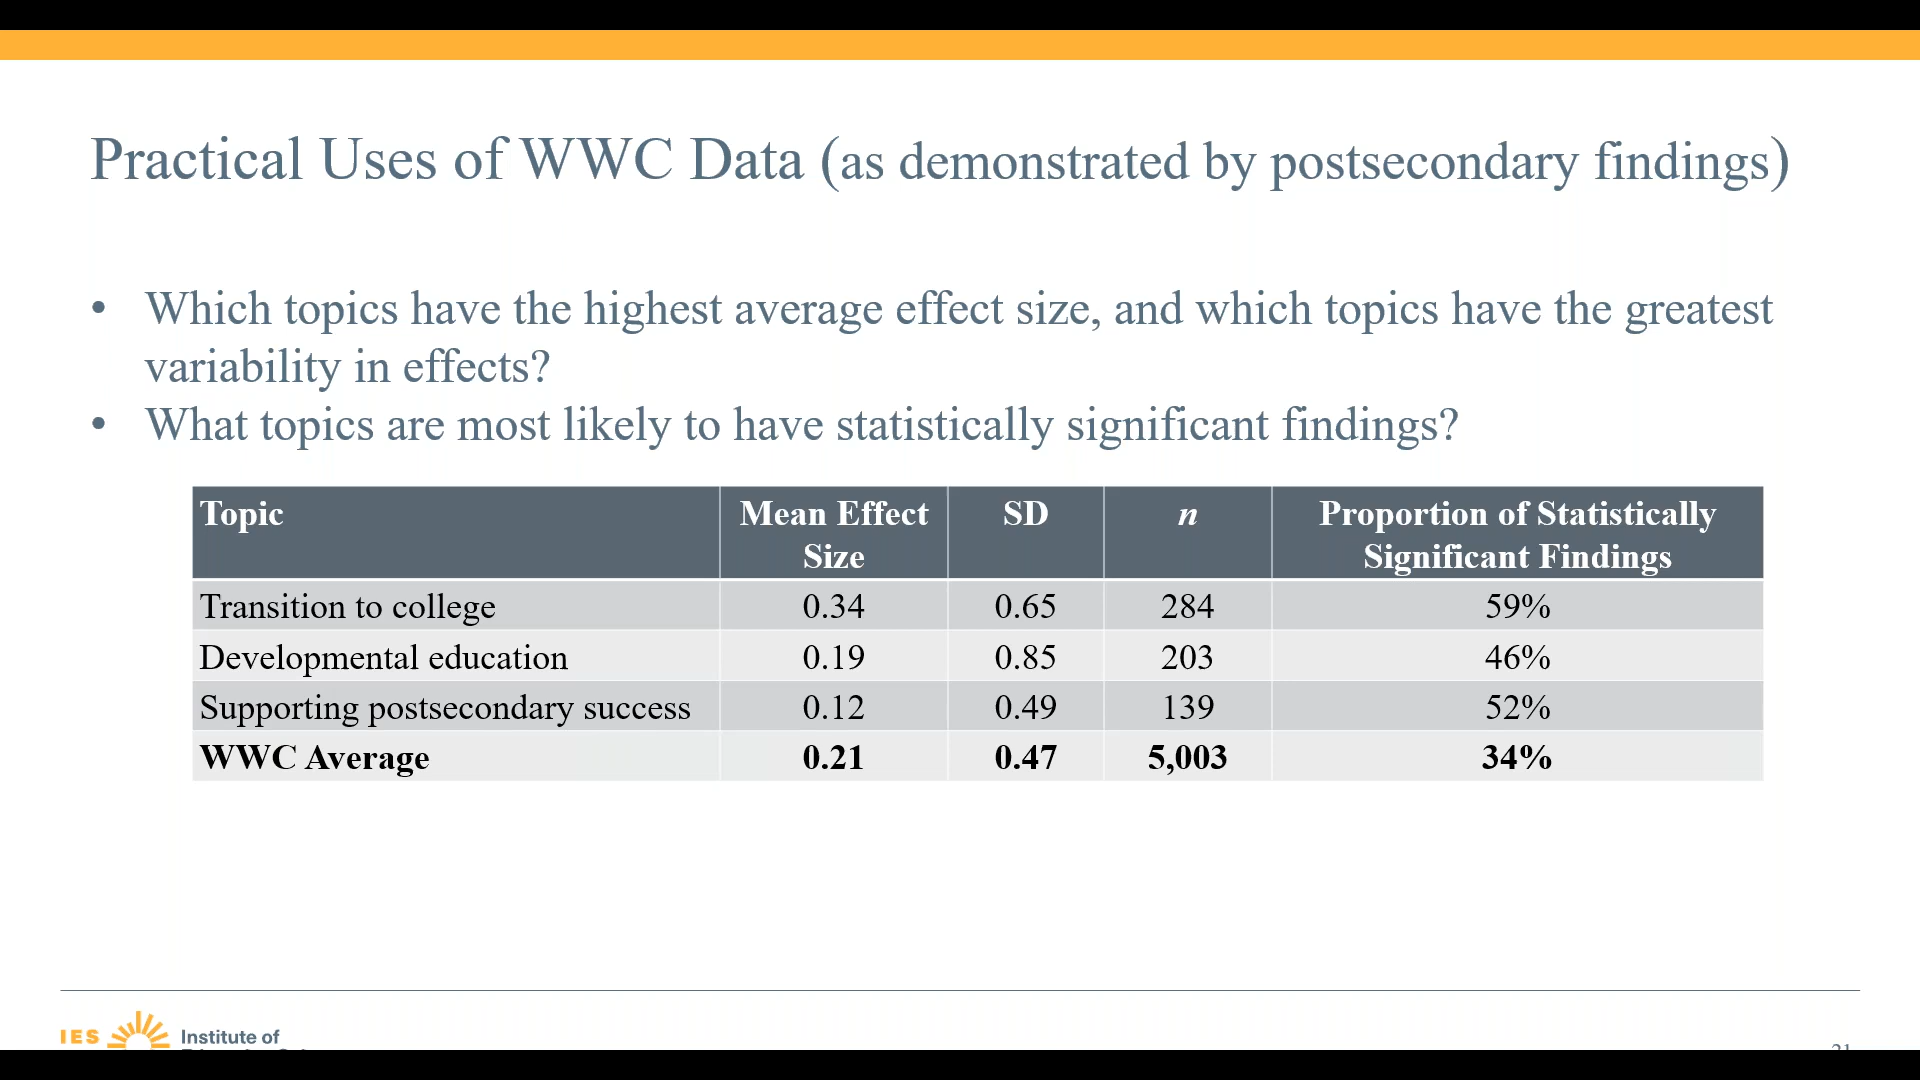 Practical Uses of WWC Data (as demonstrated by postsecondary findings)
• Which topics have the highest average effect size, and which topics have the greatest
variability in effects?
• What topics are most likely to have statistically significant findings?
Topic Mean Effect Size SD n Proportion of Statistically Significant Findings
Transition to college 0.34 0.65 284 59%
Developmental education 0.19 0.85 203 46%
Supporting postsecondary success 0.12 0.49 139 52%
WWC Average 0.21 0.47 5,003 34%
IES Institute of